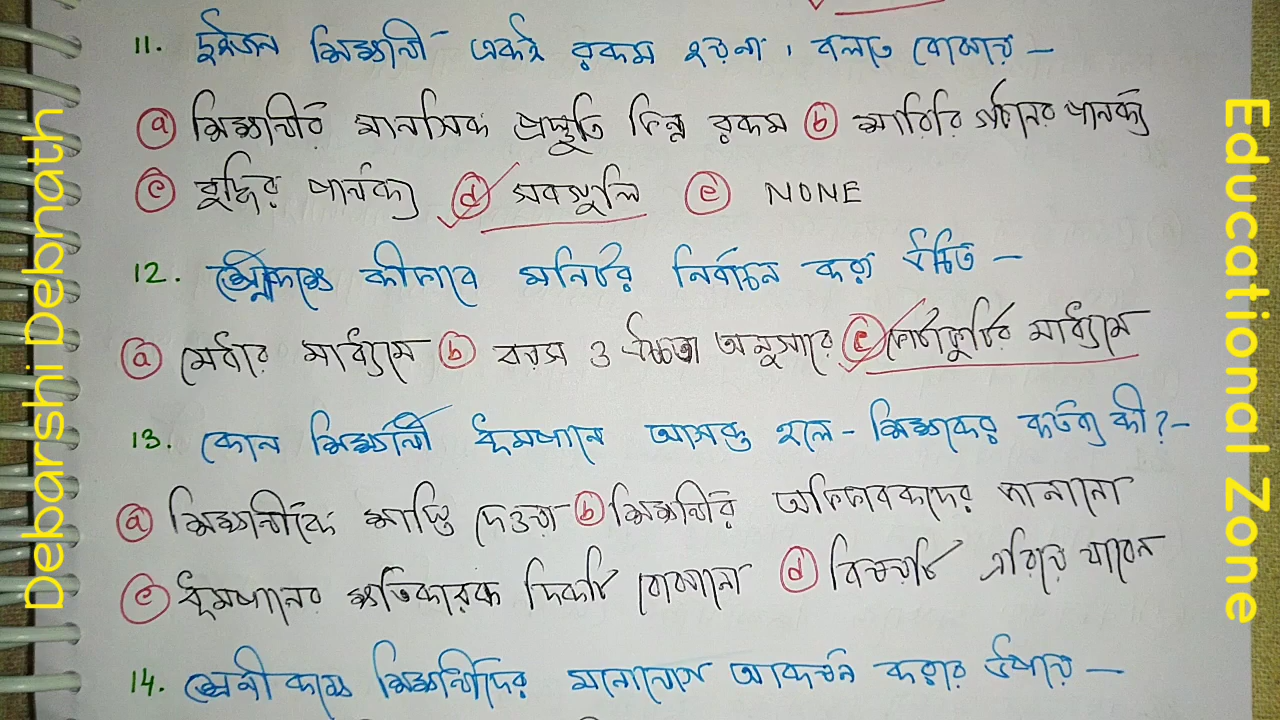 11. দুইজন শিক্ষার্থী একই রকম হয়না, বলতে বোঝায় —
ⓐ শিক্ষার্থীর মানসিক প্রস্তুতি ভিন্ন রকম ⓑ শারিরি গঠনের পার্থক্য
ⓒ বুদ্ধির পার্থক্য ⓓ সবগুলি ⓔ NONE
12. শ্রেনীকক্ষে কীভাবে মনিটর নির্বাচন করা উচিত —
ⓐ মেধার মাধ্যমে ⓑ বয়স ও উচ্চতা অনুসারে ⓒ ভোটাভুটির মাধ্যমে
13. কোন শিক্ষার্থী ধূমপানে আসক্ত হলে - শিক্ষকের কর্তব্য কী? -
ⓐ শিক্ষার্থীকে শাস্তি দেওয়া ⓑ শিক্ষার্থীর অভিভাবকদের জানানো
ⓒ ধূমপানের ক্ষতিকারক দিকটি বোঝানো ⓓ বিষয়টি এরিয়ে যাবেন
14. শ্রেনীকক্ষে শিক্ষার্থীদের মনোযোগ আকর্ষন করার উপায় —
Debarshi Debnath
Educational Zone